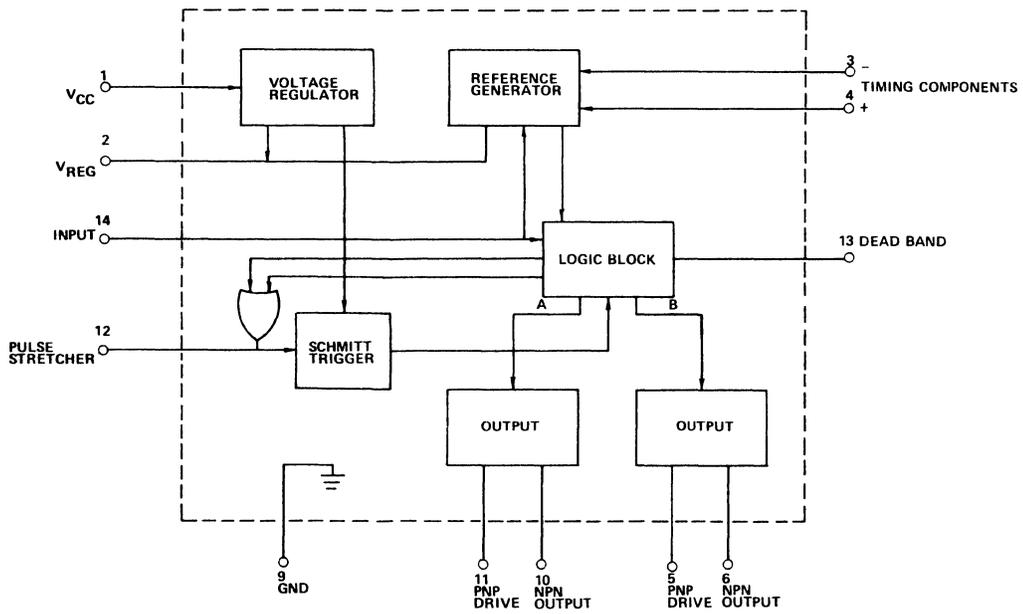 1
VCC
2
VREG
14
INPUT
12
PULSE
STRETCHER
VOLTAGE
REGULATOR
REFERENCE
GENERATOR
3 −
TIMING COMPONENTS
4 +
LOGIC BLOCK
13 DEAD BAND
A
B
SCHMITT
TRIGGER
OUTPUT
OUTPUT
9
GND
11
PNP
DRIVE
10
NPN
OUTPUT
5
PNP
DRIVE
6
NPN
OUTPUT